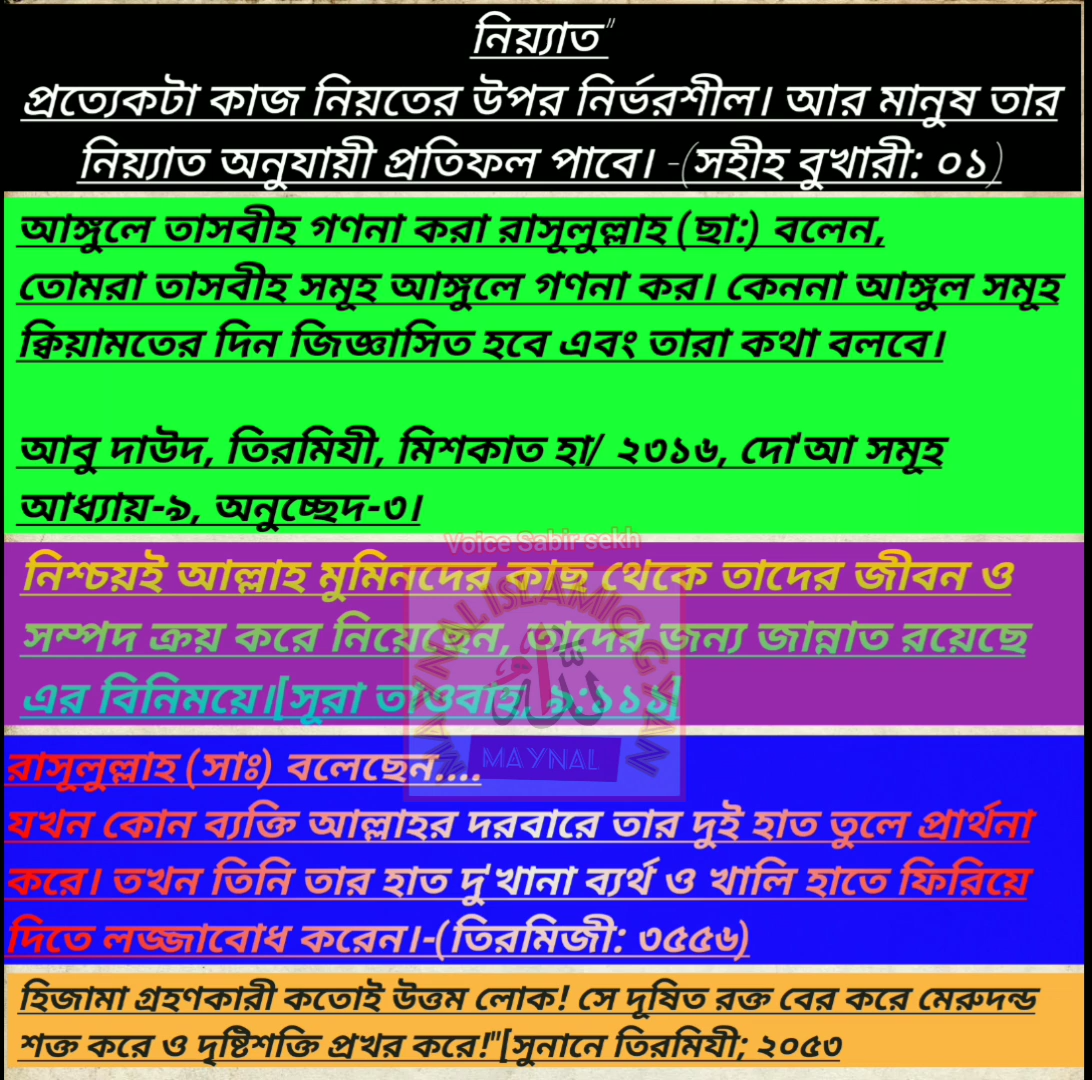 নিয়্যাত"
প্রত্যেকটা কাজ নিয়তের উপর নির্ভরশীল। আর মানুষ তার
নিয়্যাত অনুযায়ী প্রতিফল পাবে। -(সহীহ বুখারী: ০১)
আঙ্গুলে তাসবীহ গণনা করা রাসূলুল্লাহ (ছা:) বলেন,
তোমরা তাসবীহ সমূহ আঙ্গুলে গণনা কর। কেননা আঙ্গুল সমূহ
ক্বিয়ামতের দিন জিজ্ঞাসিত হবে এবং তারা কথা বলবে।
আবু দাউদ, তিরমিযী, মিশকাত হা/ ২৩১৬, দো'আ সমূহ
আধ্যায়-৯, অনুচ্ছেদ-৩।
Voice Sabir sekh
নিশ্চয়ই আল্লাহ মুমিনদের কাছ থেকে তাদের জীবন ও
সম্পদ ক্রয় করে নিয়েছেন, তাদের জন্য জান্নাত রয়েছে
এর বিনিময়ে।[সূরা তাওবাহ, ৯:১১১]
MAYNAL ISLAMIC GYAN
الله
MAYNAL
রাসূলুল্লাহ (সাঃ) বলেছেন....
যখন কোন ব্যক্তি আল্লাহর দরবারে তার দুই হাত তুলে প্রার্থনা
করে। তখন তিনি তার হাত দু'খানা ব্যর্থ ও খালি হাতে ফিরিয়ে
দিতে লজ্জাবোধ করেন।-(তিরমিজী: ৩৫৫৬)
হিজামা গ্রহণকারী কতোই উত্তম লোক! সে দূষিত রক্ত বের করে মেরুদন্ড
শক্ত করে ও দৃষ্টিশক্তি প্রখর করে!"[সুনানে তিরমিযী; ২০৫৩